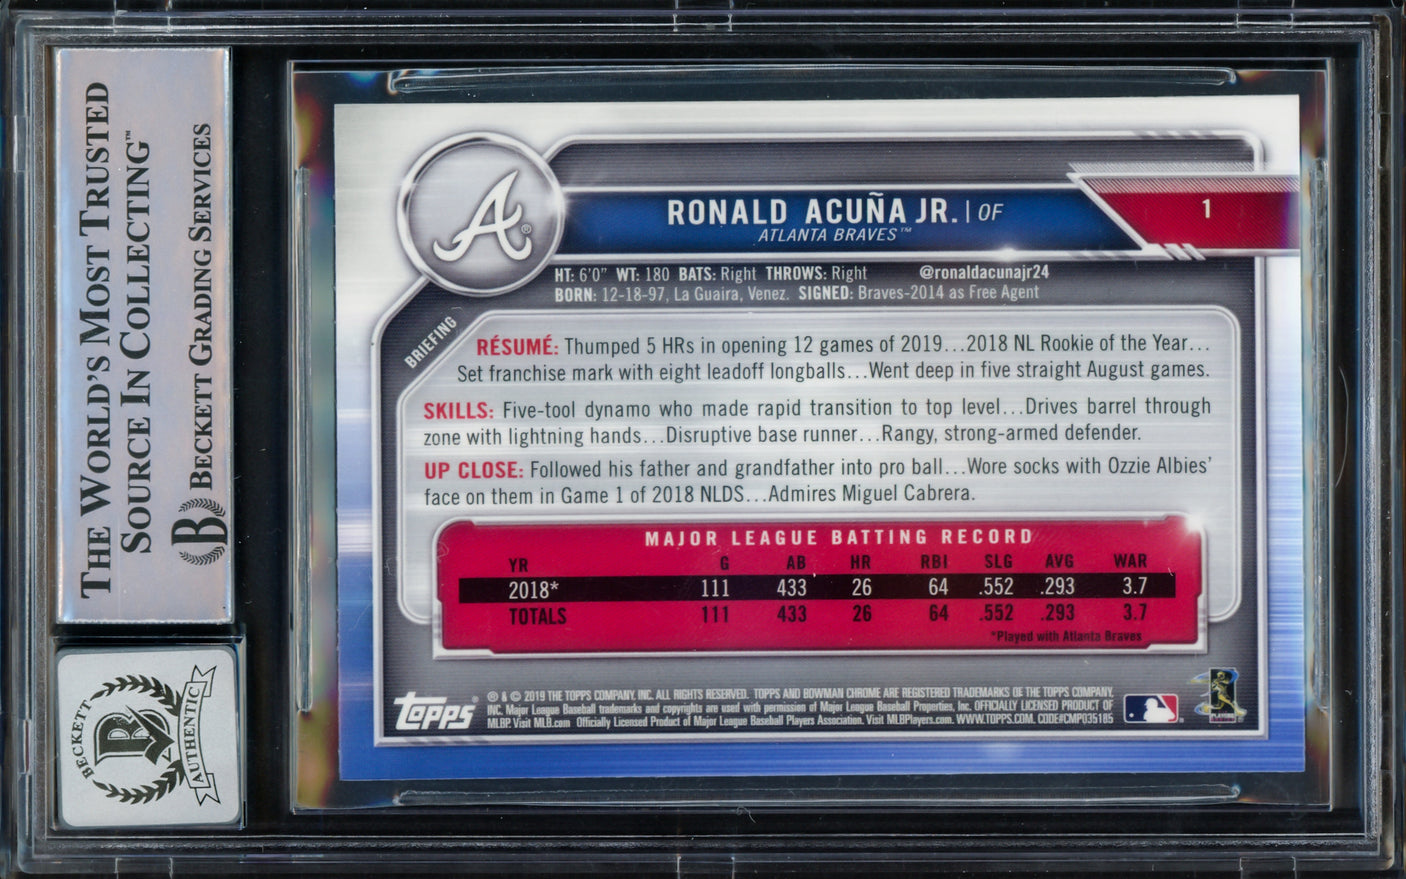 THE WORLD'S MOST TRUSTED
SOURCE IN COLLECTING™
BECKETT GRADING SERVICES
B
BECKETT
AUTHENTIC
A®
RONALD ACUÑA JR. | OF
ATLANTA BRAVES™
1
HT: 6'0" WT: 180 BATS: Right THROWS: Right @ronaldacunajr24
BORN: 12-18-97, La Guaira, Venez. SIGNED: Braves-2014 as Free Agent
BRIEFING
RÉSUMÉ: Thumped 5 HRs in opening 12 games of 2019...2018 NL Rookie of the Year...
Set franchise mark with eight leadoff longballs...Went deep in five straight August games.
SKILLS: Five-tool dynamo who made rapid transition to top level...Drives barrel through
zone with lightning hands...Disruptive base runner...Rangy, strong-armed defender.
UP CLOSE: Followed his father and grandfather into pro ball...Wore socks with Ozzie Albies'
face on them in Game 1 of 2018 NLDS...Admires Miguel Cabrera.
MAJOR LEAGUE BATTING RECORD
YR G AB HR RBI SLG AVG WAR
2018* 111 433 26 64 .552 .293 3.7
TOTALS 111 433 26 64 .552 .293 3.7
*Played with Atlanta Braves
Topps®
® & © 2019 THE TOPPS COMPANY, INC. ALL RIGHTS RESERVED. TOPPS AND BOWMAN CHROME ARE REGISTERED TRADEMARKS OF THE TOPPS COMPANY,
INC. Major League Baseball trademarks and copyrights are used with permission of Major League Baseball Properties, Inc. OFFICIALLY LICENSED PRODUCT OF
MLBP. Visit MLB.com Officially Licensed Product of Major League Baseball Players Association. Visit MLBPlayers.com. WWW.TOPPS.COM. CODE#CMP035185